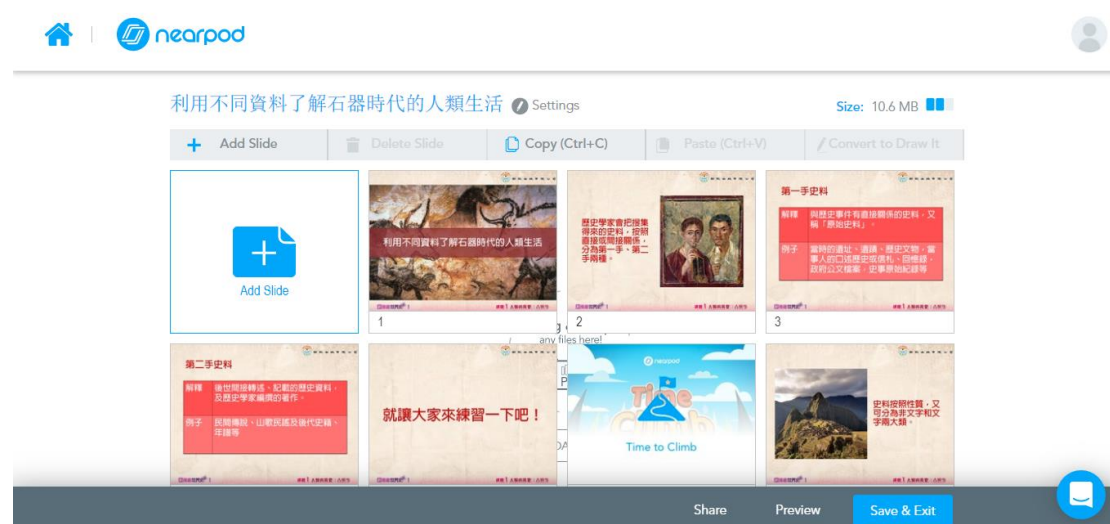 nearpod
利用不同資料了解石器時代的人類生活 Settings
Size: 10.6 MB
Add Slide
Delete Slide
Copy (Ctrl+C)
Paste (Ctrl+V)
Convert to Draw It
Add Slide
利用不同資料了解石器時代的人類生活
1
歷史學家會把搜集
得來的史料,按照
直接或間接關係,
分為第一手、第二
手兩種。
2
第一手史料
解釋
與歷史事件有直接關係的史料,又
稱「原始史料」。
例子
當時的遺址、遺蹟、歷史文物、當
事人的口述歷史或信札、回憶錄、
政府公文檔案、史事原始紀錄等
3
any files here!
第二手史料
解釋
後世間接轉述、記載的歷史資料,
及歷史學家編撰的著作。
例子
民間傳說、山歌民謠及後代史籍、
年譜等
就讓大家來練習一下吧!
nearpod
Time to Climb
Time to Climb
史料按照性質,又
可分為非文字和文
字兩大類。
Share
Preview
Save & Exit